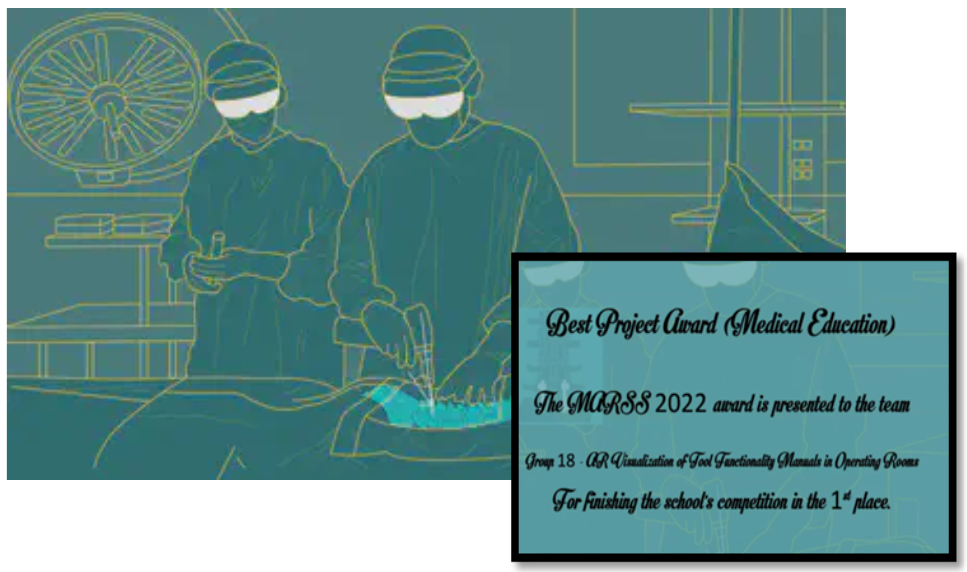 Best Project Award (Medical Education)
The MARSS 2022 award is presented to the team
Group 18 - AR Visualization of Tool Functionality Manuals in Operating Rooms
For finishing the school's competition in the 1st place.